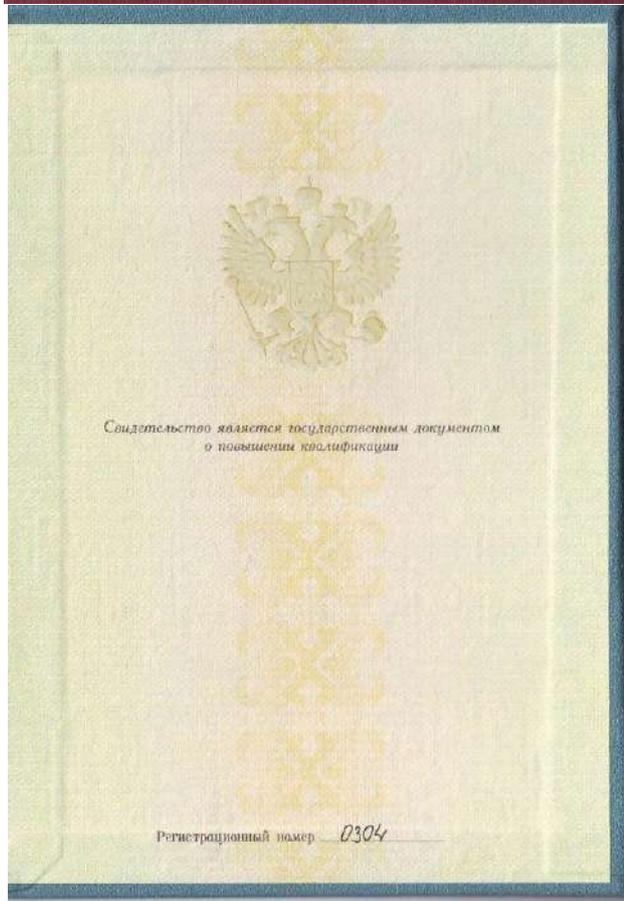 Свидетельство является государственным документом
о повышении квалификации
Регистрационный номер 0304